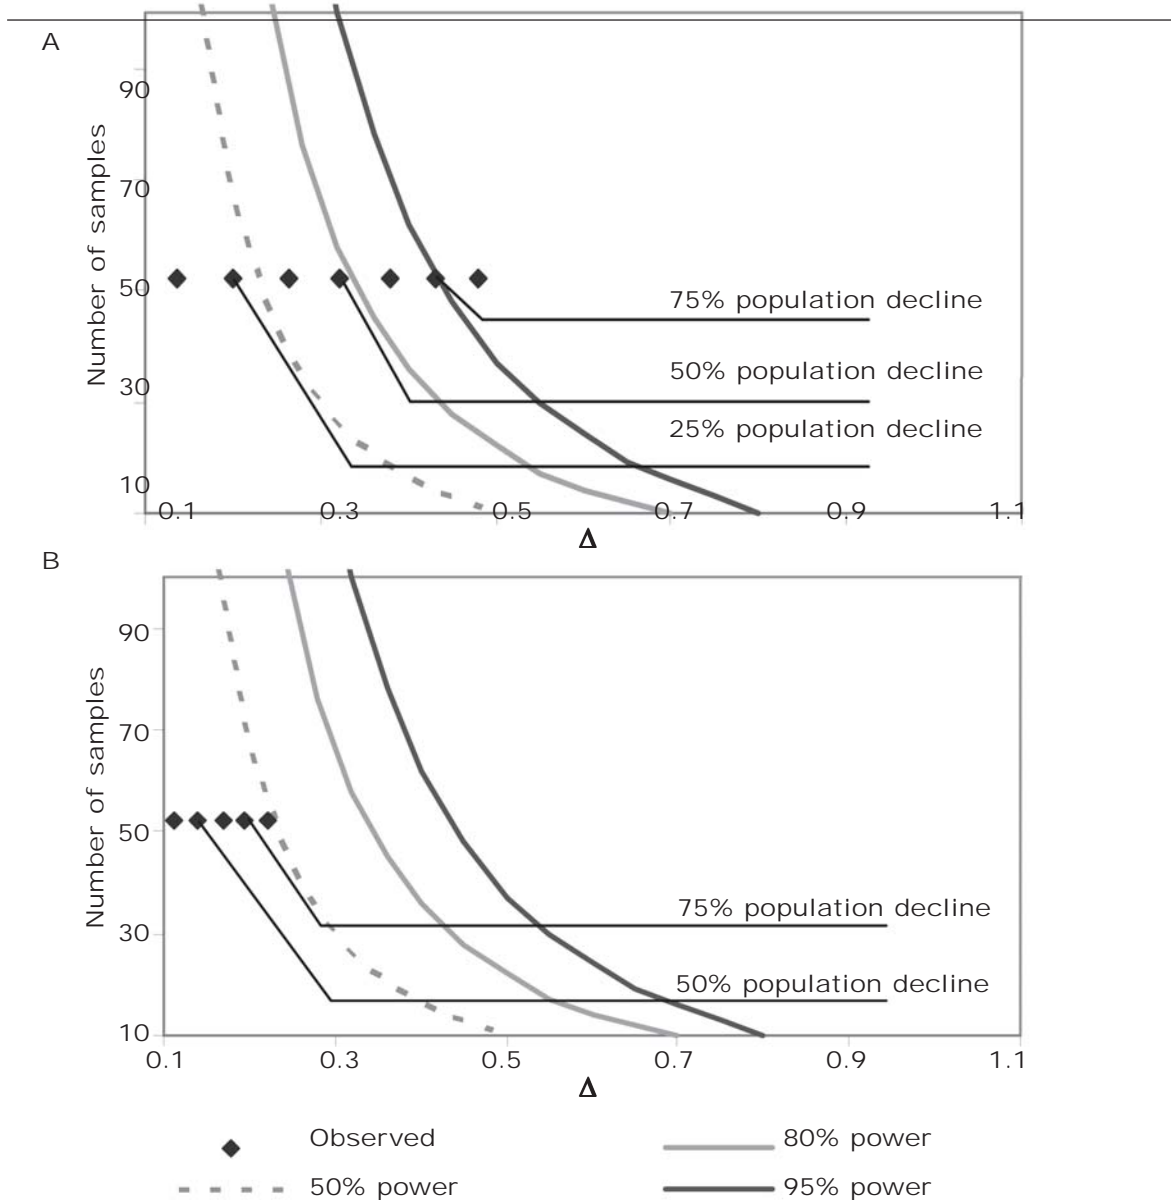 A
Number of samples
90
70
50
30
10
75% population decline
50% population decline
25% population decline
0.1 0.3 0.5 0.7 0.9 1.1
Δ
B
Number of samples
90
70
50
30
10
75% population decline
50% population decline
0.1 0.3 0.5 0.7 0.9 1.1
Δ
Observed 80% power
50% power 95% power